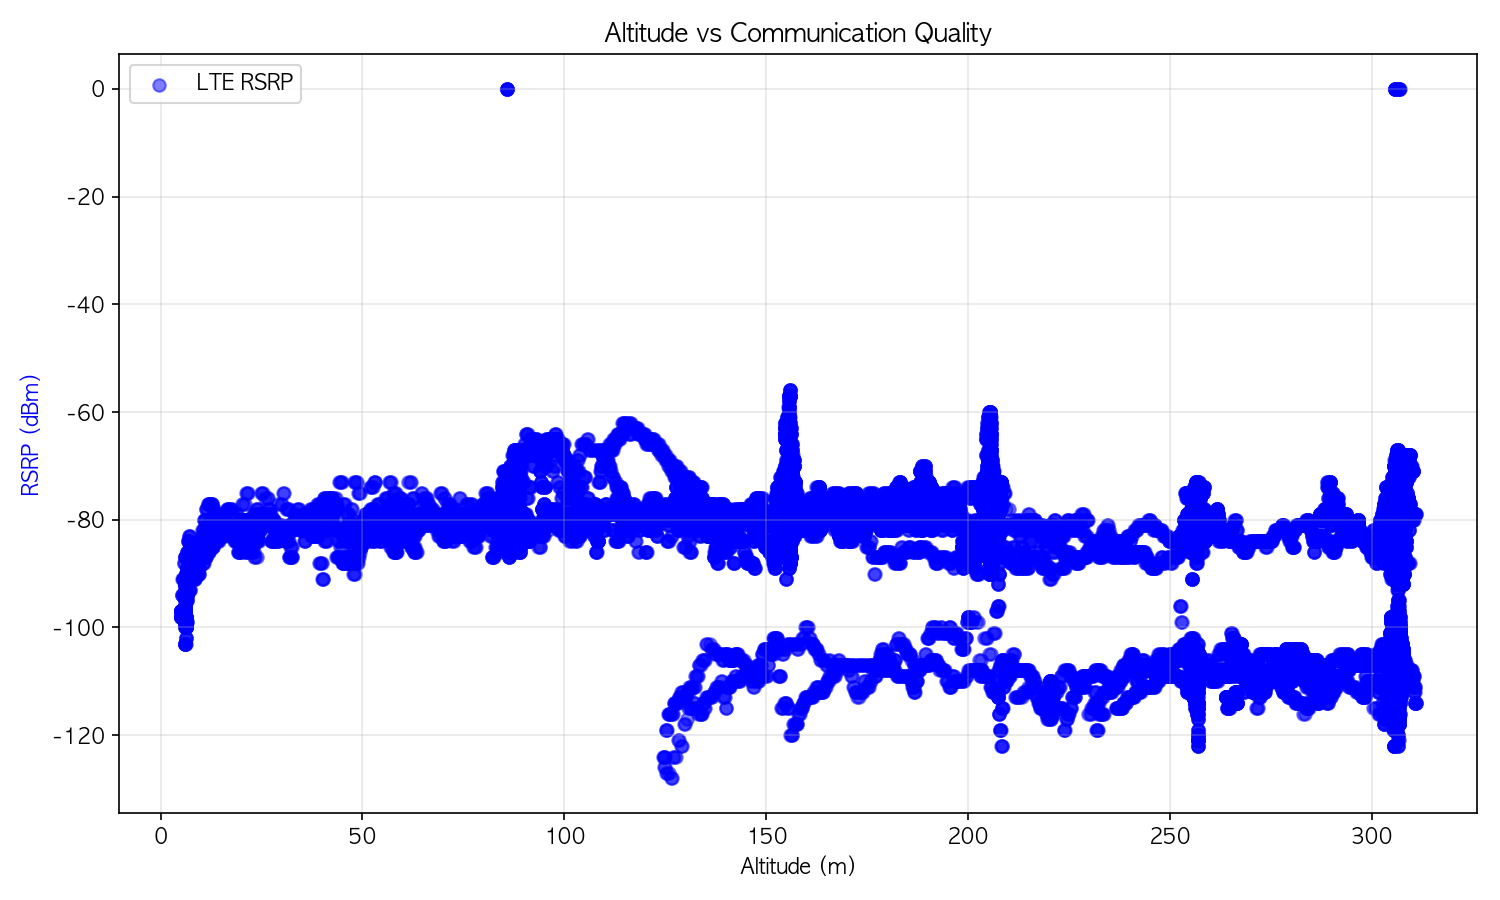 Altitude vs Communication Quality
LTE RSRP
0
-20
-40
-60
-80
-100
-120
RSRP (dBm)
0 50 100 150 200 250 300
Altitude (m)